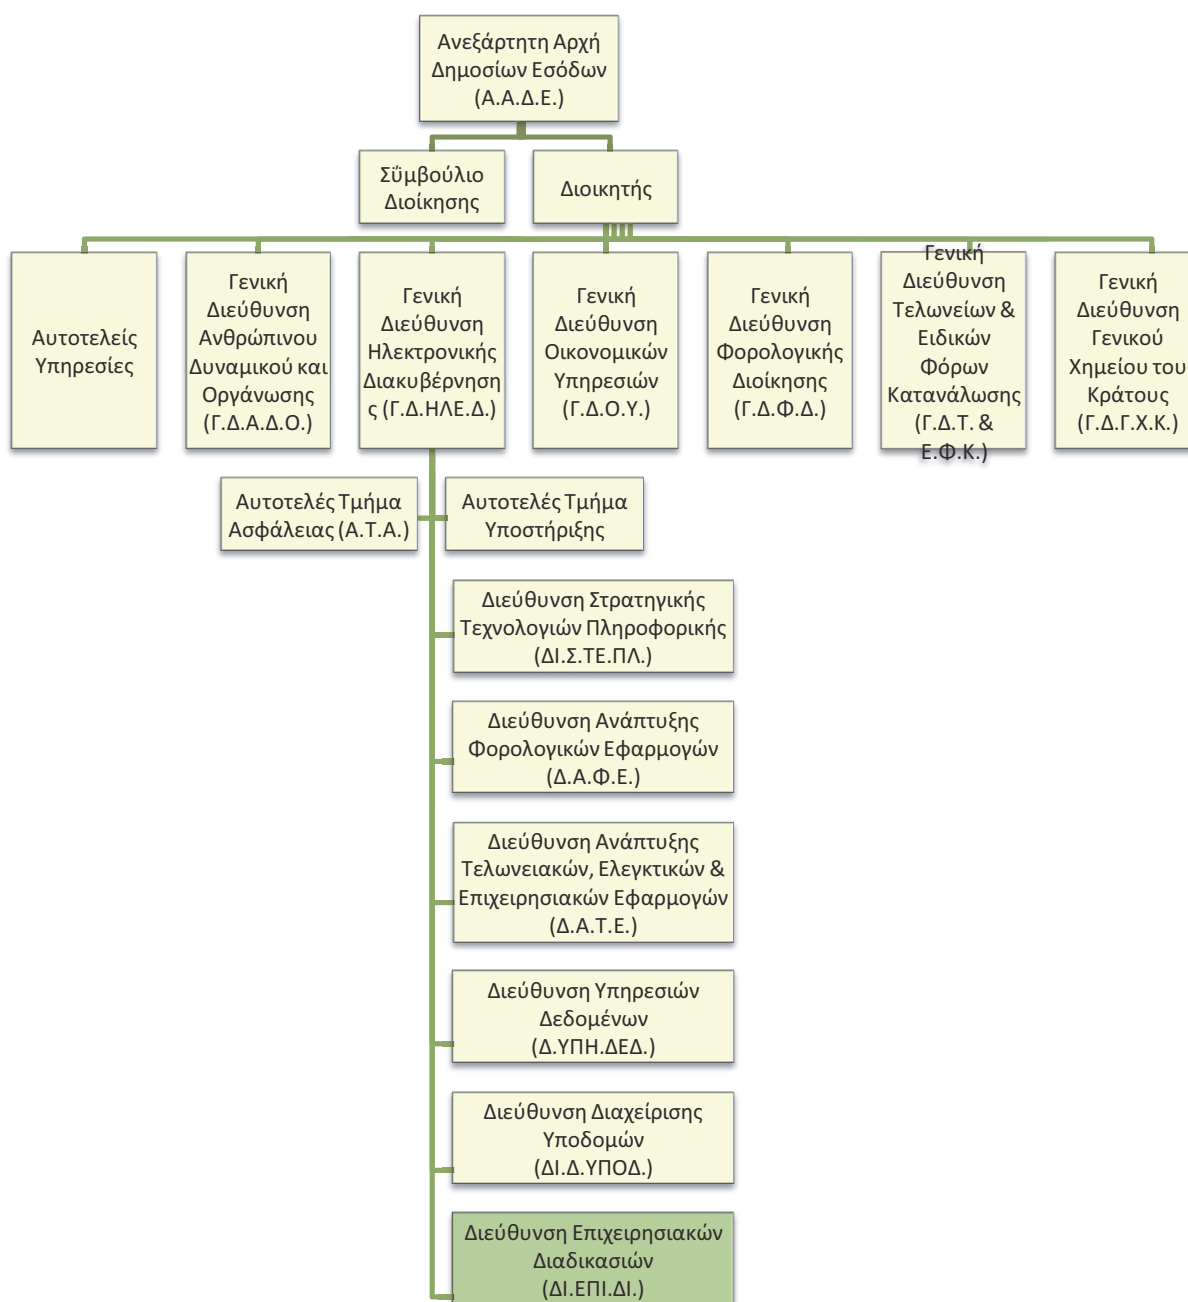 Ανεξάρτητη Αρχή
Δημοσίων Εσόδων
(Α.Α.Δ.Ε.)
Σΰμβούλιο
Διοίκησης
Διοικητής
Αυτοτελείς
Υπηρεσίες
Γενική
Διεύθυνση
Ανθρώπινου
Δυναμικού και
Οργάνωσης
(Γ.Δ.Α.Δ.Ο.)
Γενική
Διεύθυνση
Ηλεκτρονικής
Διακυβέρνηση
ς (Γ.Δ.ΗΛΕ.Δ.)
Γενική
Διεύθυνση
Οικονομικών
Υπηρεσιών
(Γ.Δ.Ο.Υ.)
Γενική
Διεύθυνση
Φορολογικής
Διοίκησης
(Γ.Δ.Φ.Δ.)
Γενική
Διεύθυνση
Τελωνείων &
Ειδικών
Φόρων
Κατανάλωσης
(Γ.Δ.Τ. &
Ε.Φ.Κ.)
Γενική
Διεύθυνση
Γενικού
Χημείου του
Κράτους
(Γ.Δ.Γ.Χ.Κ.)
Αυτοτελές Τμήμα
Ασφάλειας (Α.Τ.Α.)
Αυτοτελές Τμήμα
Υποστήριξης
Διεύθυνση Στρατηγικής
Τεχνολογιών Πληροφορικής
(ΔΙ.Σ.ΤΕ.ΠΛ.)
Διεύθυνση Ανάπτυξης
Φορολογικών Εφαρμογών
(Δ.Α.Φ.Ε.)
Διεύθυνση Ανάπτυξης
Τελωνειακών, Ελεγκτικών &
Επιχειρησιακών Εφαρμογών
(Δ.Α.Τ.Ε.)
Διεύθυνση Υπηρεσιών
Δεδομένων
(Δ.ΥΠΗ.ΔΕΔ.)
Διεύθυνση Διαχείρισης
Υποδομών
(ΔΙ.Δ.ΥΠΟΔ.)
Διεύθυνση Επιχειρησιακών
Διαδικασιών
(ΔΙ.ΕΠΙ.ΔΙ.)